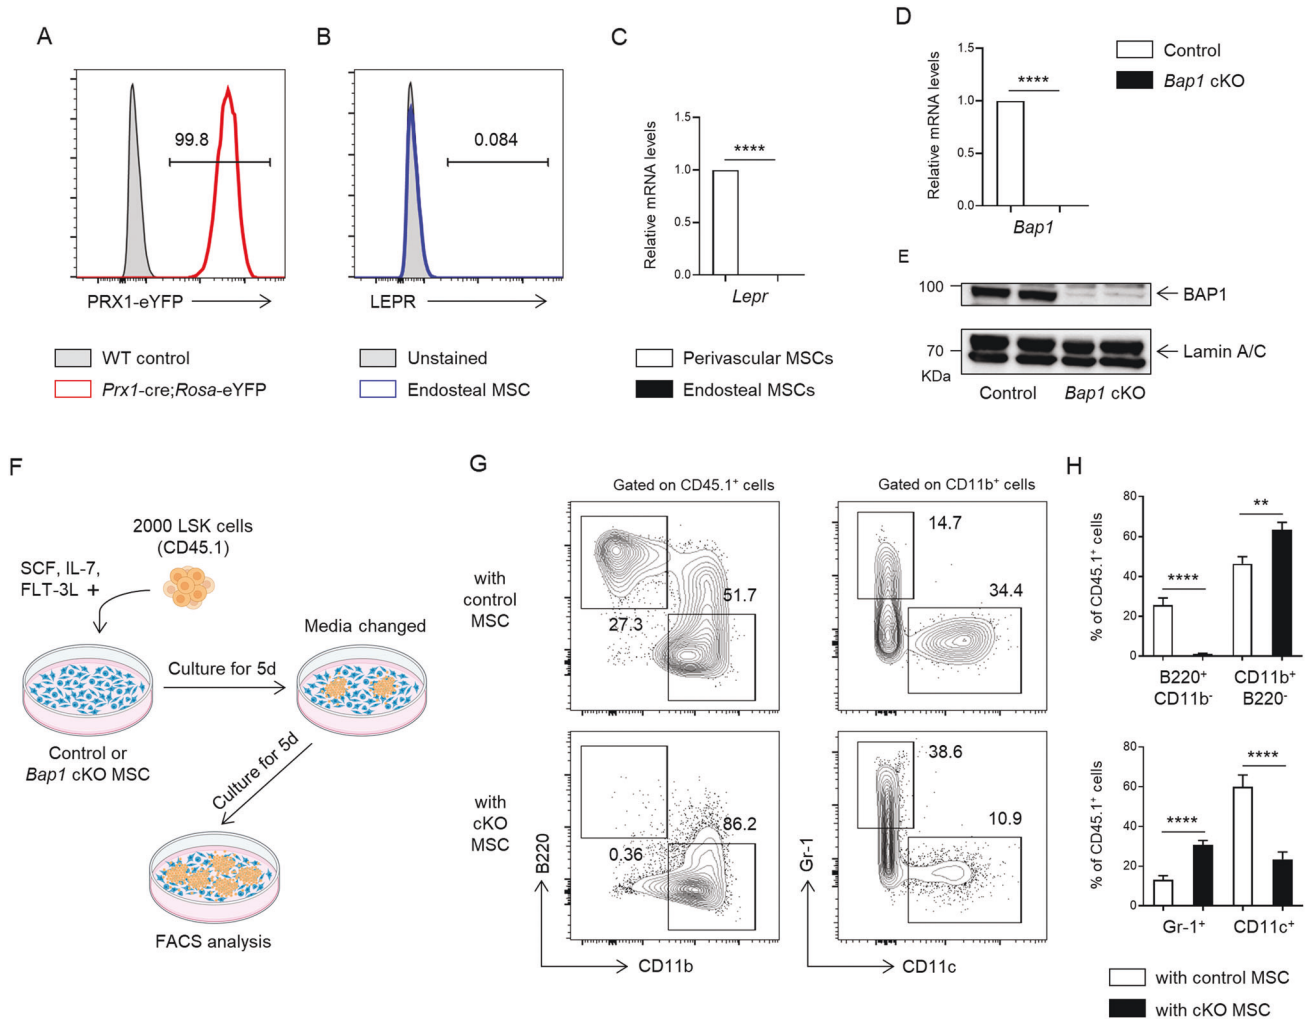 A
99.8
PRX1-eYFP
WT control
Prx1-cre;Rosa-eYFP
B
0.084
LEPR
Unstained
Endosteal MSC
C
Relative mRNA levels
1.5
1.0
0.5
0.0
****
Lepr
Perivascular MSCs
Endosteal MSCs
D
Relative mRNA levels
1.5
1.0
0.5
0.0
****
Bap1
Control
Bap1 cKO
E
100
BAP1
70
Lamin A/C
KDa
Control
Bap1 cKO
F
2000 LSK cells
(CD45.1)
SCF, IL-7,
FLT-3L +
Media changed
Culture for 5d
Control or
Bap1 cKO MSC
Culture for 5d
FACS analysis
G
Gated on CD45.1+ cells
Gated on CD11b+ cells
with
control
MSC
27.3
51.7
14.7
34.4
with
cKO
MSC
0.36
86.2
38.6
10.9
B220
CD11b
Gr-1
CD11c
H
% of CD45.1+ cells
80
60
40
20
0
****
**
B220+
CD11b-
CD11b+
B220-
% of CD45.1+ cells
80
60
40
20
0
****
****
Gr-1+
CD11c+
with control MSC
with cKO MSC